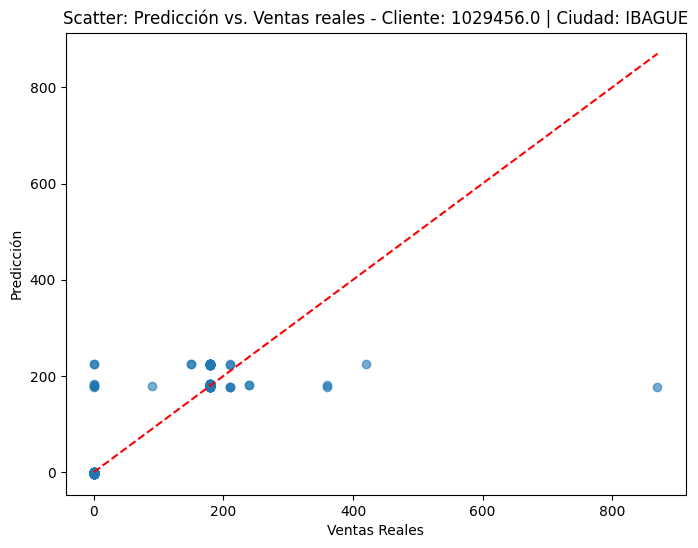 Scatter: Predicción vs. Ventas reales - Cliente: 1029456.0 | Ciudad: IBAGUE
800
600
400
200
0
Predicción
0 200 400 600 800
Ventas Reales